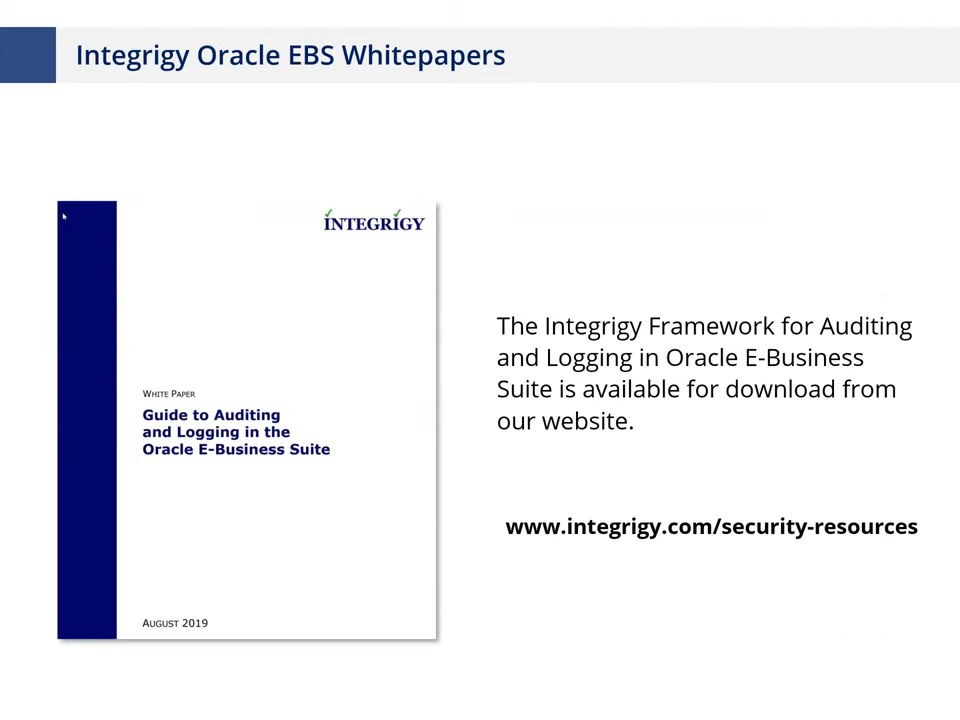 Integrigy Oracle EBS Whitepapers
INTEGRIGY
WHITE PAPER
Guide to Auditing
and Logging in the
Oracle E-Business Suite
AUGUST 2019
The Integrigy Framework for Auditing
and Logging in Oracle E-Business
Suite is available for download from
our website.
www.integrigy.com/security-resources